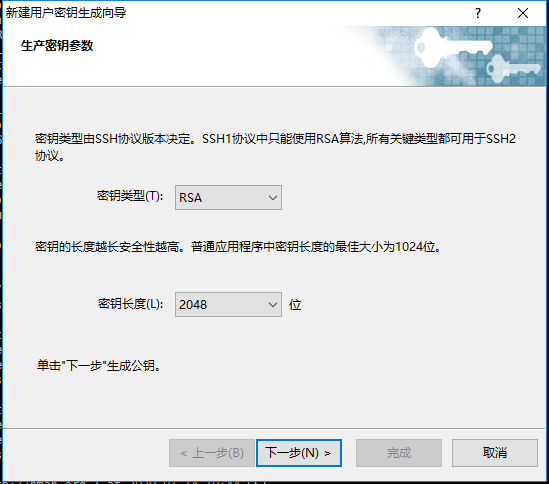 新建用户密钥生成向导
生产密钥参数
密钥类型由SSH协议版本决定。SSH1协议中只能使用RSA算法,所有关键类型都可用于SSH2
协议。
密钥类型(T): RSA
密钥的长度越长安全性越高。普通应用程序中密钥长度的最佳大小为1024位。
密钥长度(L): 2048 位
单击"下一步"生成公钥。
< 上一步(B) 下一步(N) > 完成 取消